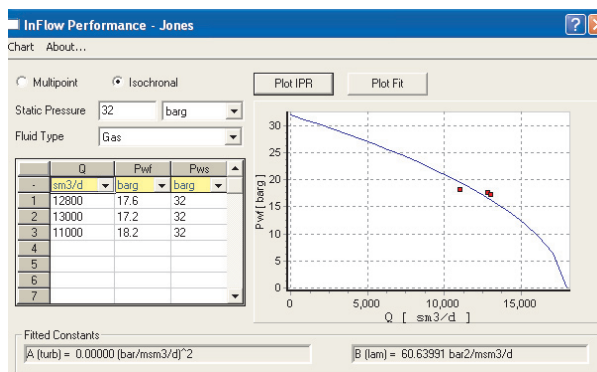 InFlow Performance - Jones
Chart About...
Multipoint Isochronal Plot IPR Plot Fit
Static Pressure 32 barg
Fluid Type Gas
Q Pwf Pws
- sm3/d barg barg
1 12800 17.6 32
2 13000 17.2 32
3 11000 18.2 32
4
5
6
7
Pwf [ barg ]
30
25
20
15
10
5
0
0 5,000 10,000 15,000
Q [ sm3/d ]
Fitted Constants
A (turb) = 0.00000 (bar/msm3/d)^2 B (lam) = 60.63991 bar2/msm3/d